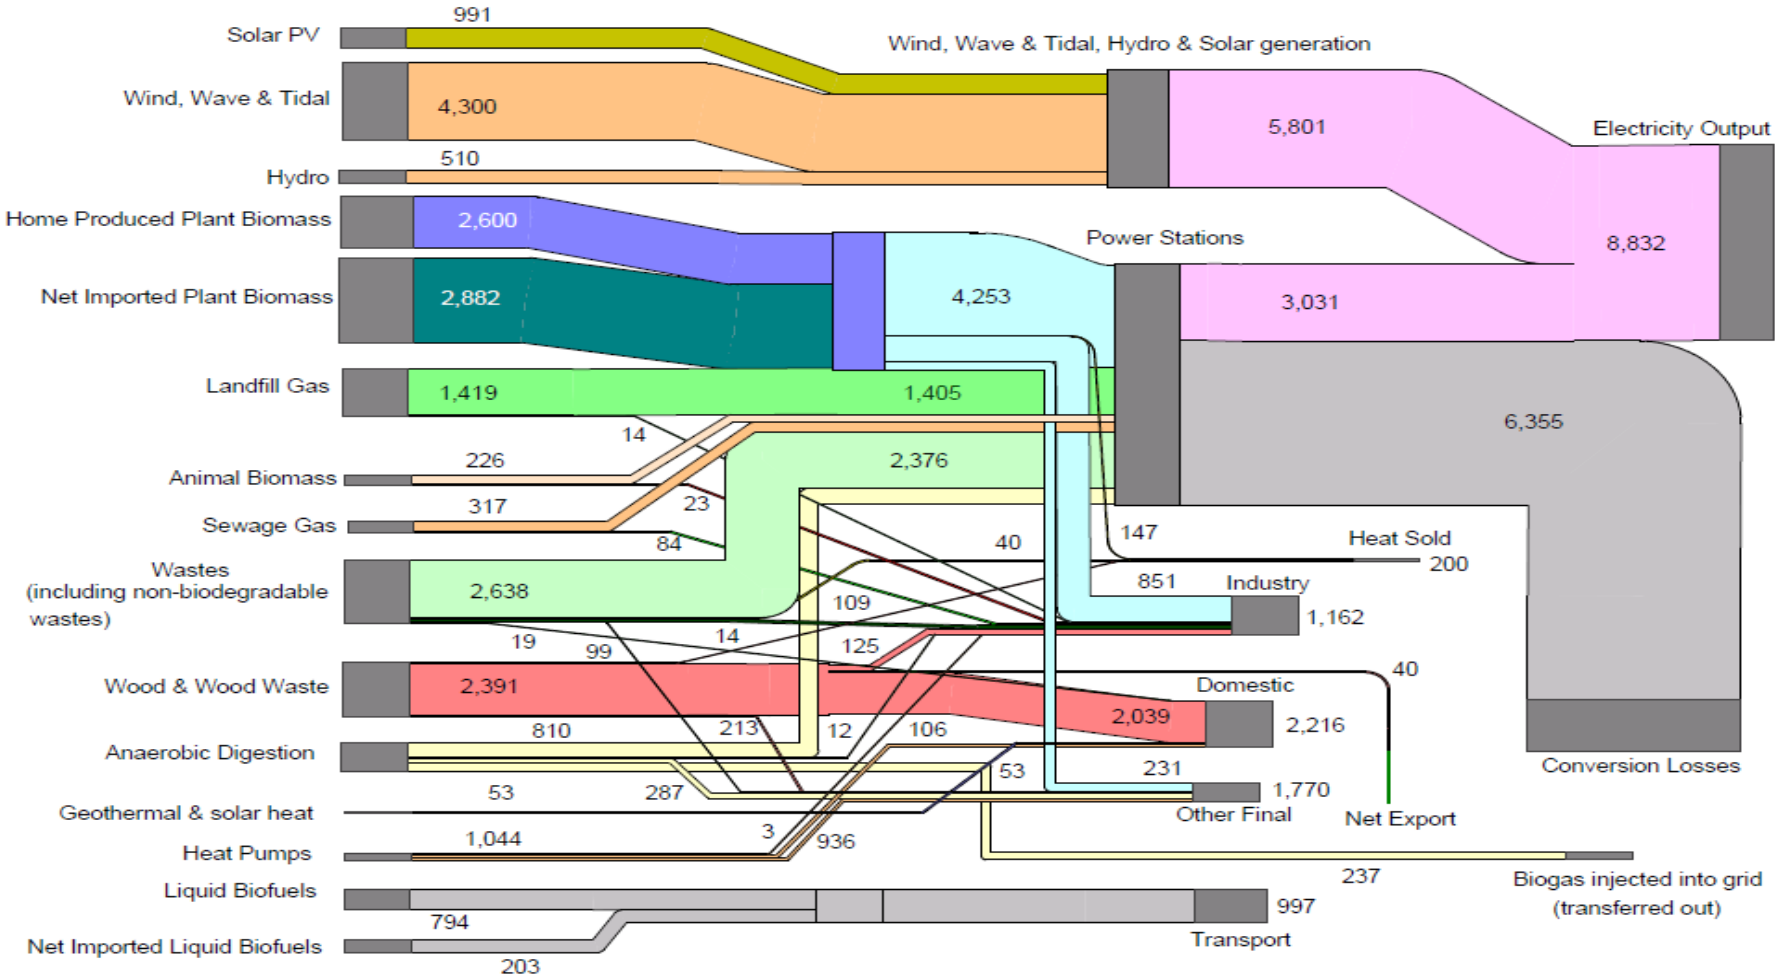 991
Solar PV
Wind, Wave & Tidal, Hydro & Solar generation
Wind, Wave & Tidal
4,300
5,801
Electricity Output
510
Hydro
Home Produced Plant Biomass
2,600
Power Stations
8,832
Net Imported Plant Biomass
2,882
4,253
3,031
Landfill Gas
1,419
1,405
6,355
14
226
2,376
Animal Biomass
317
23
Sewage Gas
84
40
147
Heat Sold
200
Wastes
(including non-biodegradable
wastes)
2,638
109
851
Industry
1,162
19
99
14
125
40
Wood & Wood Waste
2,391
Domestic
2,039
2,216
810
213
12
106
Anaerobic Digestion
53
231
Conversion Losses
53
287
1,770
Geothermal & solar heat
Other Final
Net Export
1,044
3
936
Heat Pumps
237
Biogas injected into grid
(transferred out)
Liquid Biofuels
794
997
Net Imported Liquid Biofuels
Transport
203